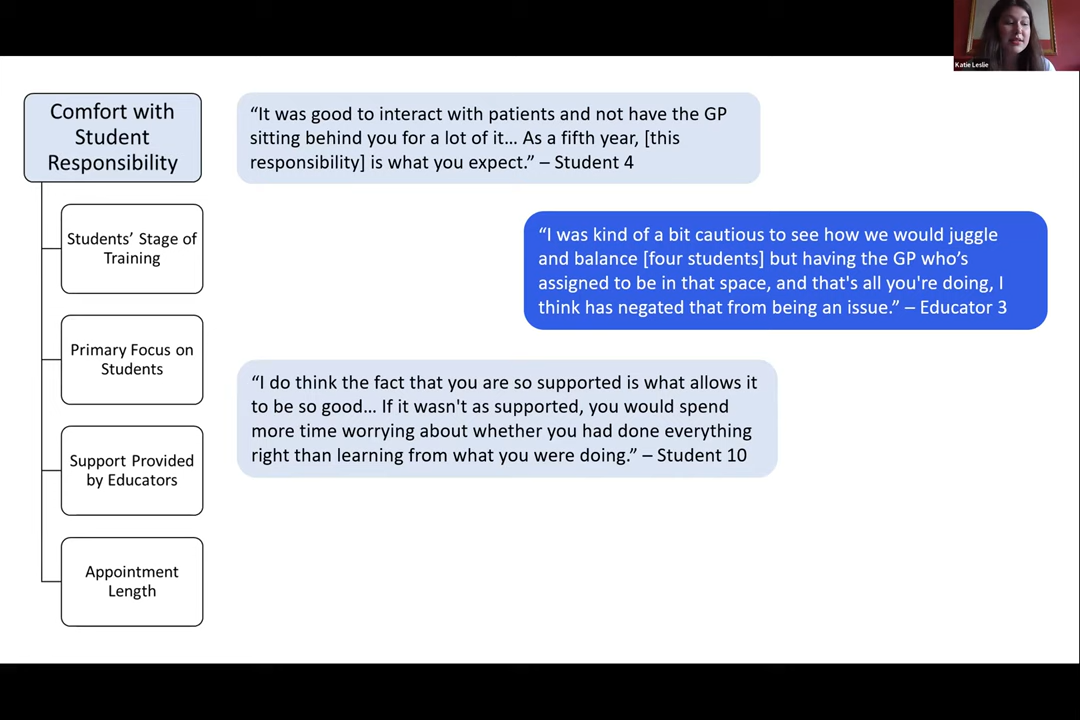 Katie Leslie
Comfort with
Student
Responsibility
Students’ Stage of
Training
Primary Focus on
Students
Support Provided
by Educators
Appointment
Length
“It was good to interact with patients and not have the GP
sitting behind you for a lot of it… As a fifth year, [this
responsibility] is what you expect.” – Student 4
“I was kind of a bit cautious to see how we would juggle
and balance [four students] but having the GP who’s
assigned to be in that space, and that's all you're doing, I
think has negated that from being an issue.” – Educator 3
“I do think the fact that you are so supported is what allows it
to be so good… If it wasn't as supported, you would spend
more time worrying about whether you had done everything
right than learning from what you were doing.” – Student 10